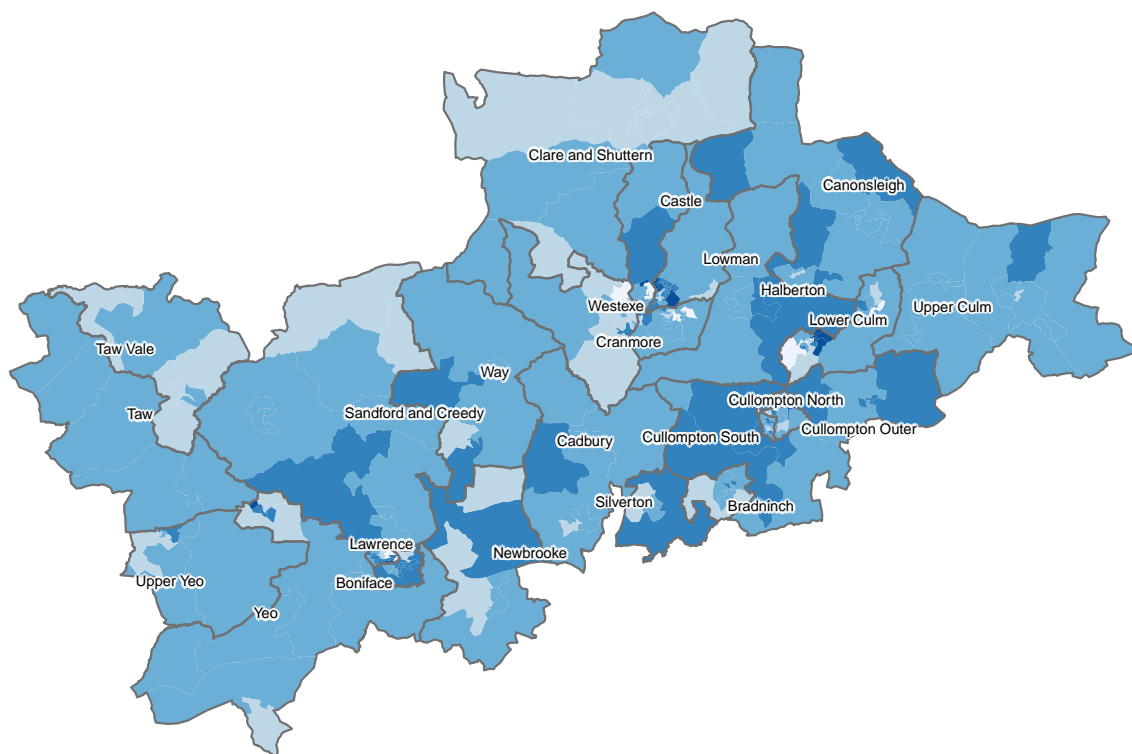 Clare and Shuttern
Canonsleigh
Castle
Lowman
Halberton
Westexe
Upper Culm
Lower Culm
Cranmore
Taw Vale
Way
Cullompton North
Taw
Sandford and Creedy
Cullompton Outer
Cadbury
Cullompton South
Silverton
Bradninch
Lawrence
Newbrooke
Upper Yeo
Boniface
Yeo